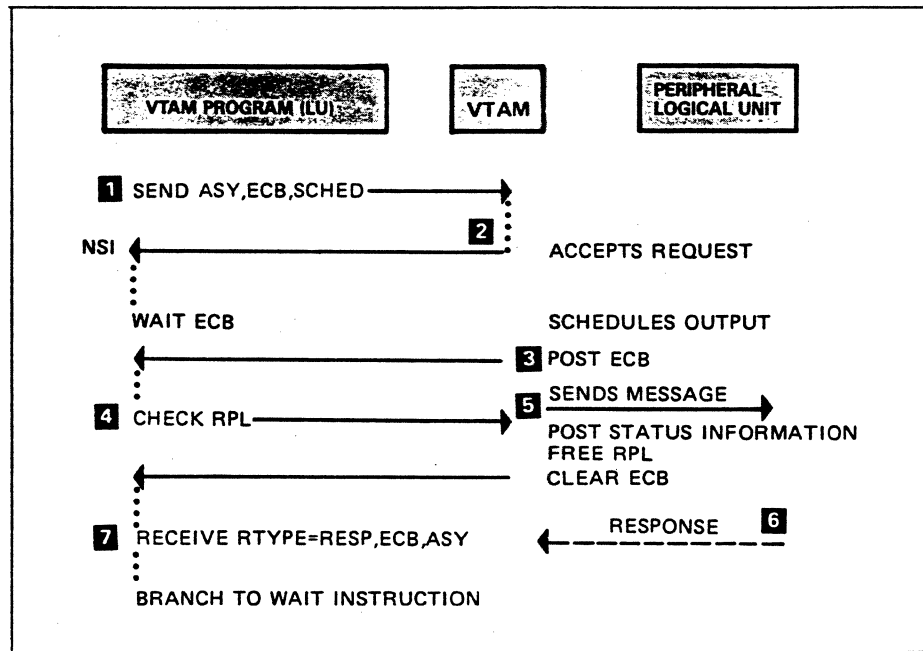 VTAM PROGRAM (LU)
VTAM
PERIPHERAL
LOGICAL UNIT
1 SEND ASY,ECB,SCHED
2
NSI
ACCEPTS REQUEST
WAIT ECB
SCHEDULES OUTPUT
3 POST ECB
5 SENDS MESSAGE
4 CHECK RPL
POST STATUS INFORMATION
FREE RPL
CLEAR ECB
RESPONSE 6
7 RECEIVE RTYPE=RESP,ECB,ASY
BRANCH TO WAIT INSTRUCTION